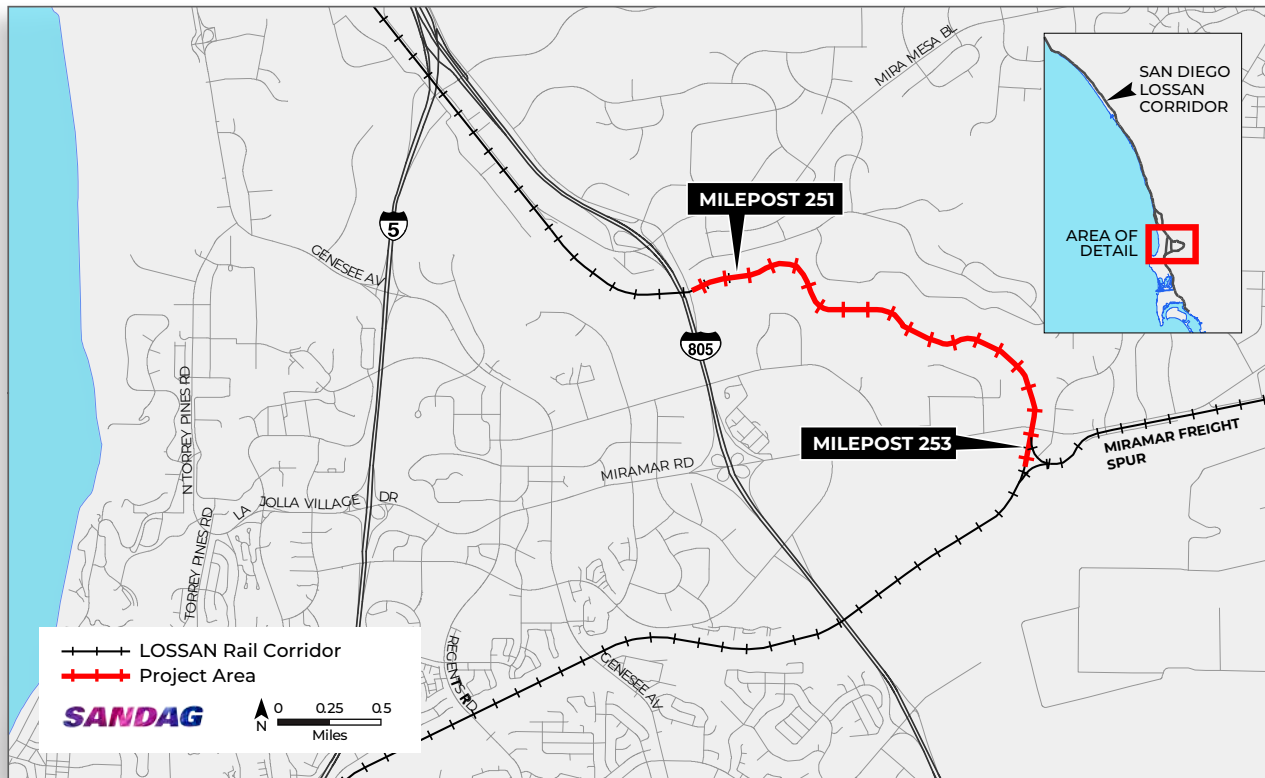 MIRA MESA BL
SAN DIEGO
LOSSAN
CORRIDOR
AREA OF
DETAIL
MILEPOST 251
5
GENESEE AV
805
MILEPOST 253
MIRAMAR FREIGHT
SPUR
MIRAMAR RD
N TORREY PINES RD
LA JOLLA VILLAGE DR
TORREY PINES RD
REGENTS RD
GENESEE AV
LOSSAN Rail Corridor
Project Area
SANDAG
N
0 0.25 0.5
Miles